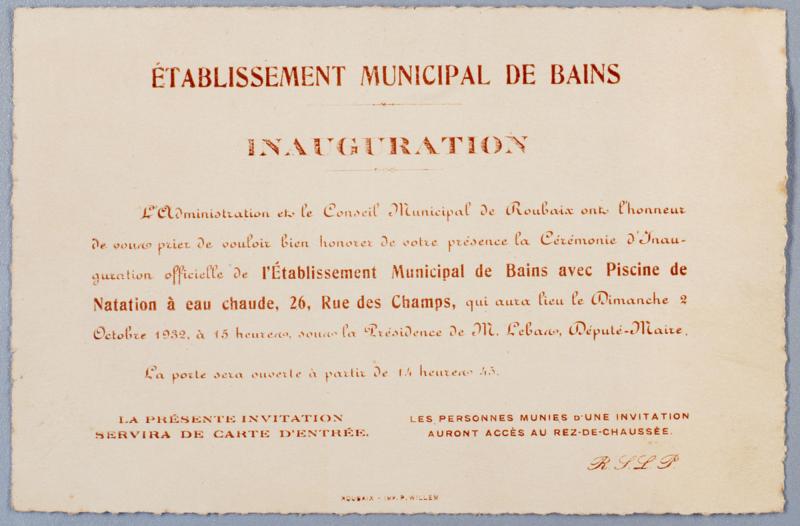 ÉTABLISSEMENT MUNICIPAL DE BAINS
INAUGURATION
L'Administration et le Conseil Municipal de Roubaix ont l'honneur
de vous prier de vouloir bien honorer de votre présence la Cérémonie d'Inau-
guration officielle de l'Établissement Municipal de Bains avec Piscine de
Natation à eau chaude, 26, Rue des Champs, qui aura lieu le Dimanche 2
Octobre 1932, à 15 heures, sous la Présidence de M. Lebas, Député-Maire.
La porte sera ouverte à partir de 14 heures 45.
LA PRÉSENTE INVITATION
SERVIRA DE CARTE D'ENTRÉE.
LES PERSONNES MUNIES D'UNE INVITATION
AURONT ACCÈS AU REZ-DE-CHAUSSÉE.
R. S. L. P.
ROUBAIX - IMP. P. WILLEM